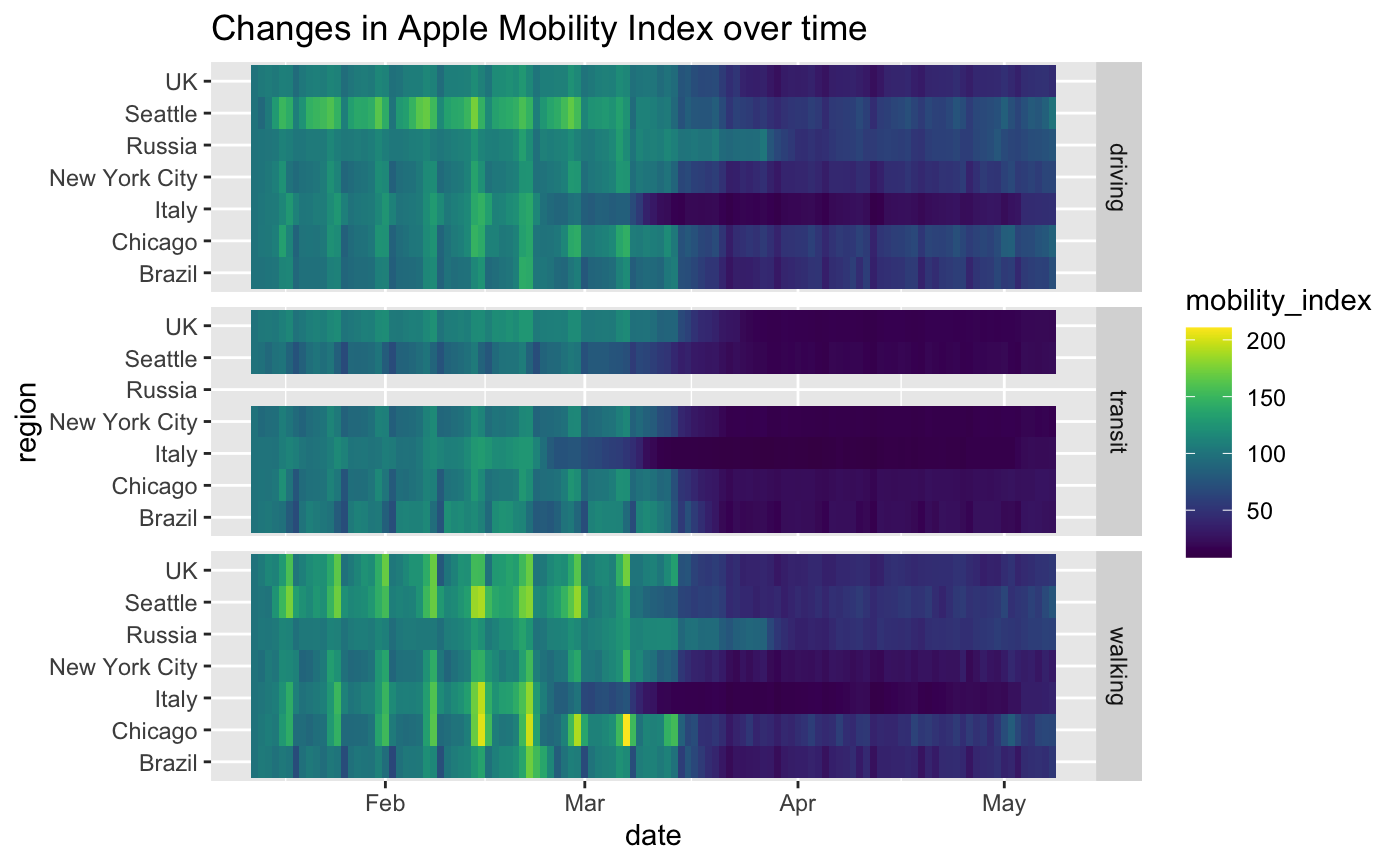 Changes in Apple Mobility Index over time
UK
Seattle
Russia
New York City
Italy
Chicago
Brazil
driving
UK
Seattle
Russia
New York City
Italy
Chicago
Brazil
transit
UK
Seattle
Russia
New York City
Italy
Chicago
Brazil
walking
region
Feb
Mar
Apr
May
date
mobility_index
200
150
100
50